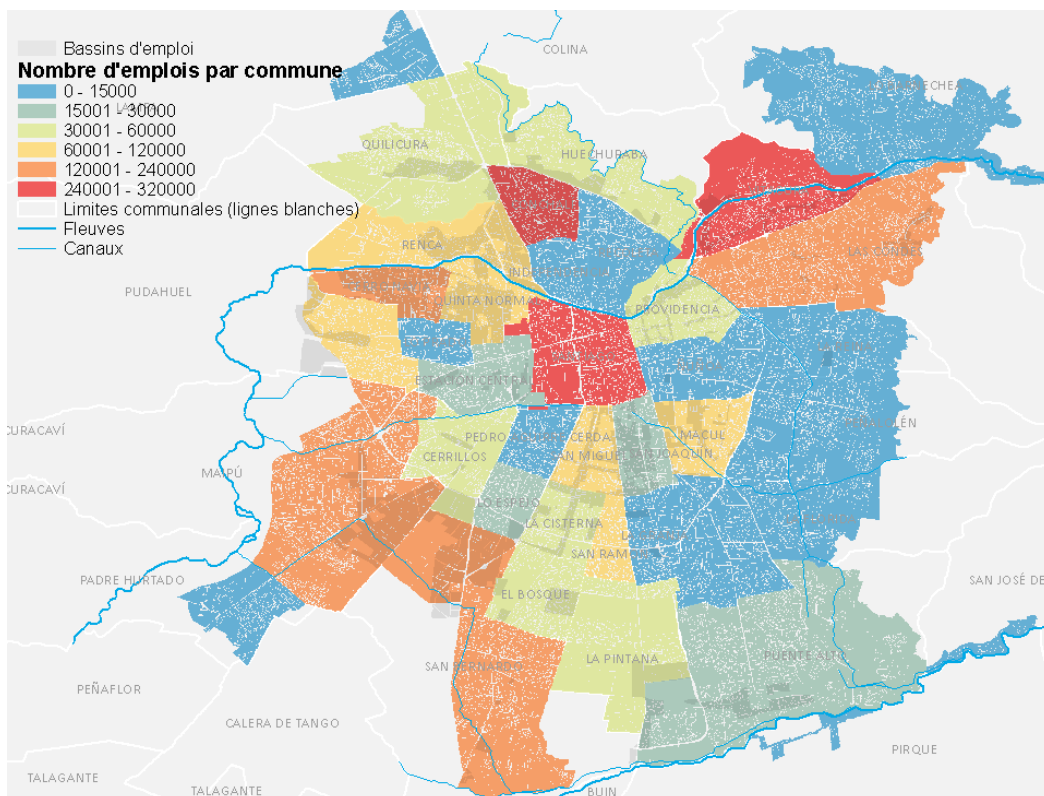 Bassins d'emploi
Nombre d'emplois par commune
0 - 15000
15001 - 30000
30001 - 60000
60001 - 120000
120001 - 240000
240001 - 320000
Limites communales (lignes blanches)
Fleuves
Canaux
COLINA
QUILICURA
HUECHURABA
RENCA
PUDAHUEL
QUINTA NORMAL
PROVIDENCIA
ESTACIÓN CENTRAL
CURACAVÍ
PEDRO
CERDA
MACUL
CERRILLOS
SAN MIGUEL
SAN JOAQUÍN
MAIPÚ
CURACAVÍ
LO ESPEJO
LA CISTERNA
SAN RAMÓN
PADRE HURTADO
SAN JOSÉ DE
EL BOSQUE
LA PINTANA
PUENTE ALTO
SAN BERNARDO
PEÑAFLOR
CALERA DE TANGO
PIRQUE
TALAGANTE
TALAGANTE
BUIN